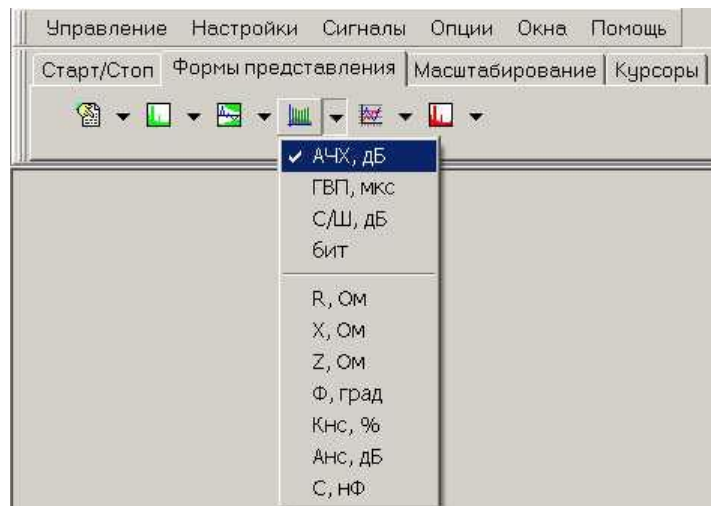 Управление Настройки Сигналы Опции Окна Помощь
Старт/Стоп Формы представления Масштабирование Курсоры
АЧХ, дБ
ГВП, мкс
С/Ш, дБ
бит
R, Ом
X, Ом
Z, Ом
Ф, град
Кнс, %
Анс, дБ
C, нФ